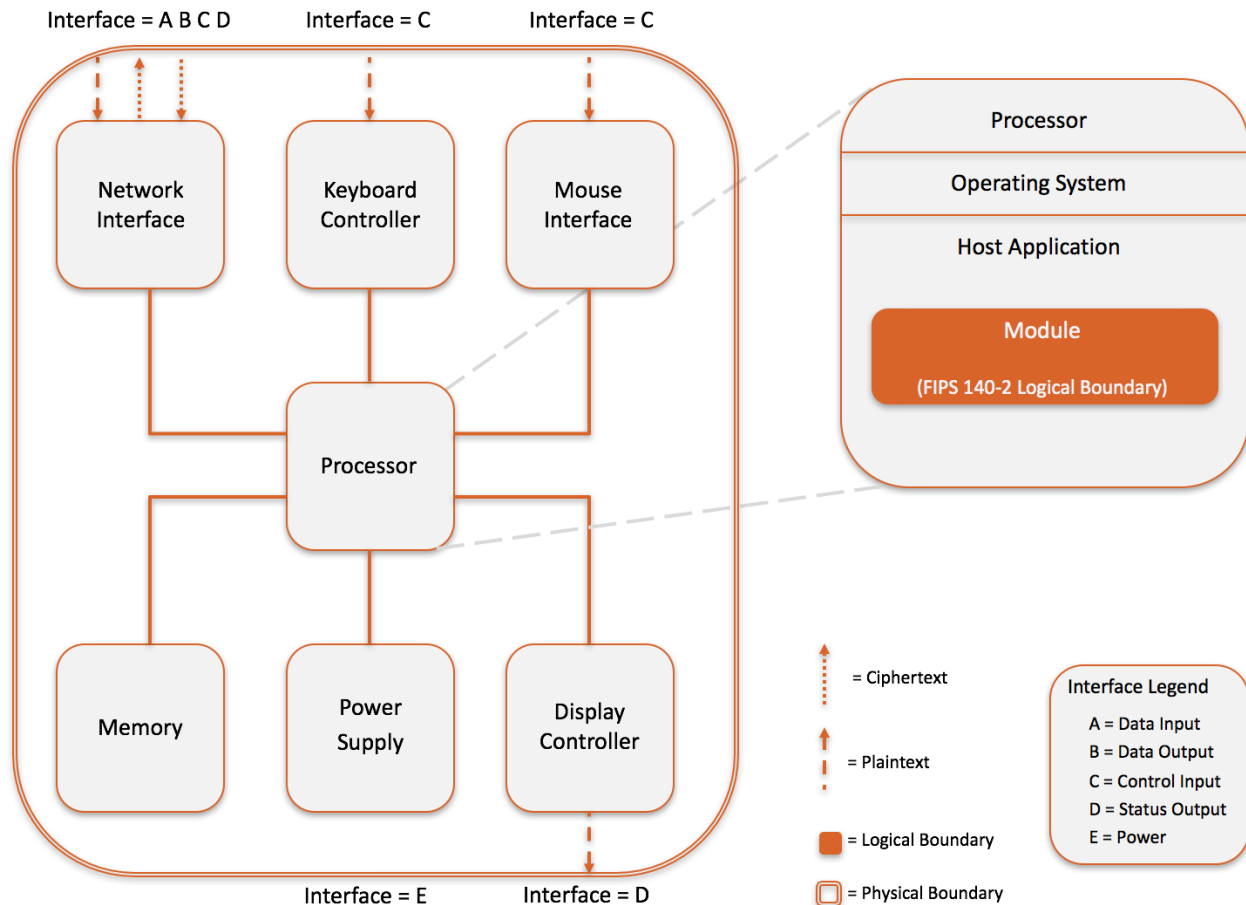 Interface = A B C D
Interface = C
Interface = C
Network
Interface
Keyboard
Controller
Mouse
Interface
Processor
Memory
Power
Supply
Display
Controller
Interface = E
Interface = D
Processor
Operating System
Host Application
Module
(FIPS 140-2 Logical Boundary)
= Ciphertext
= Plaintext
= Logical Boundary
= Physical Boundary
Interface Legend
A = Data Input
B = Data Output
C = Control Input
D = Status Output
E = Power